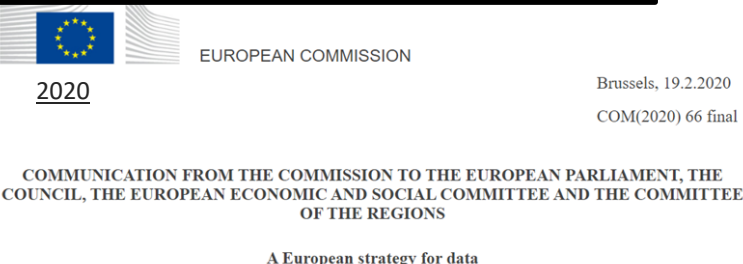 EUROPEAN COMMISSION
2020
Brussels, 19.2.2020
COM(2020) 66 final
COMMUNICATION FROM THE COMMISSION TO THE EUROPEAN PARLIAMENT, THE
COUNCIL, THE EUROPEAN ECONOMIC AND SOCIAL COMMITTEE AND THE COMMITTEE
OF THE REGIONS
A European strategy for data